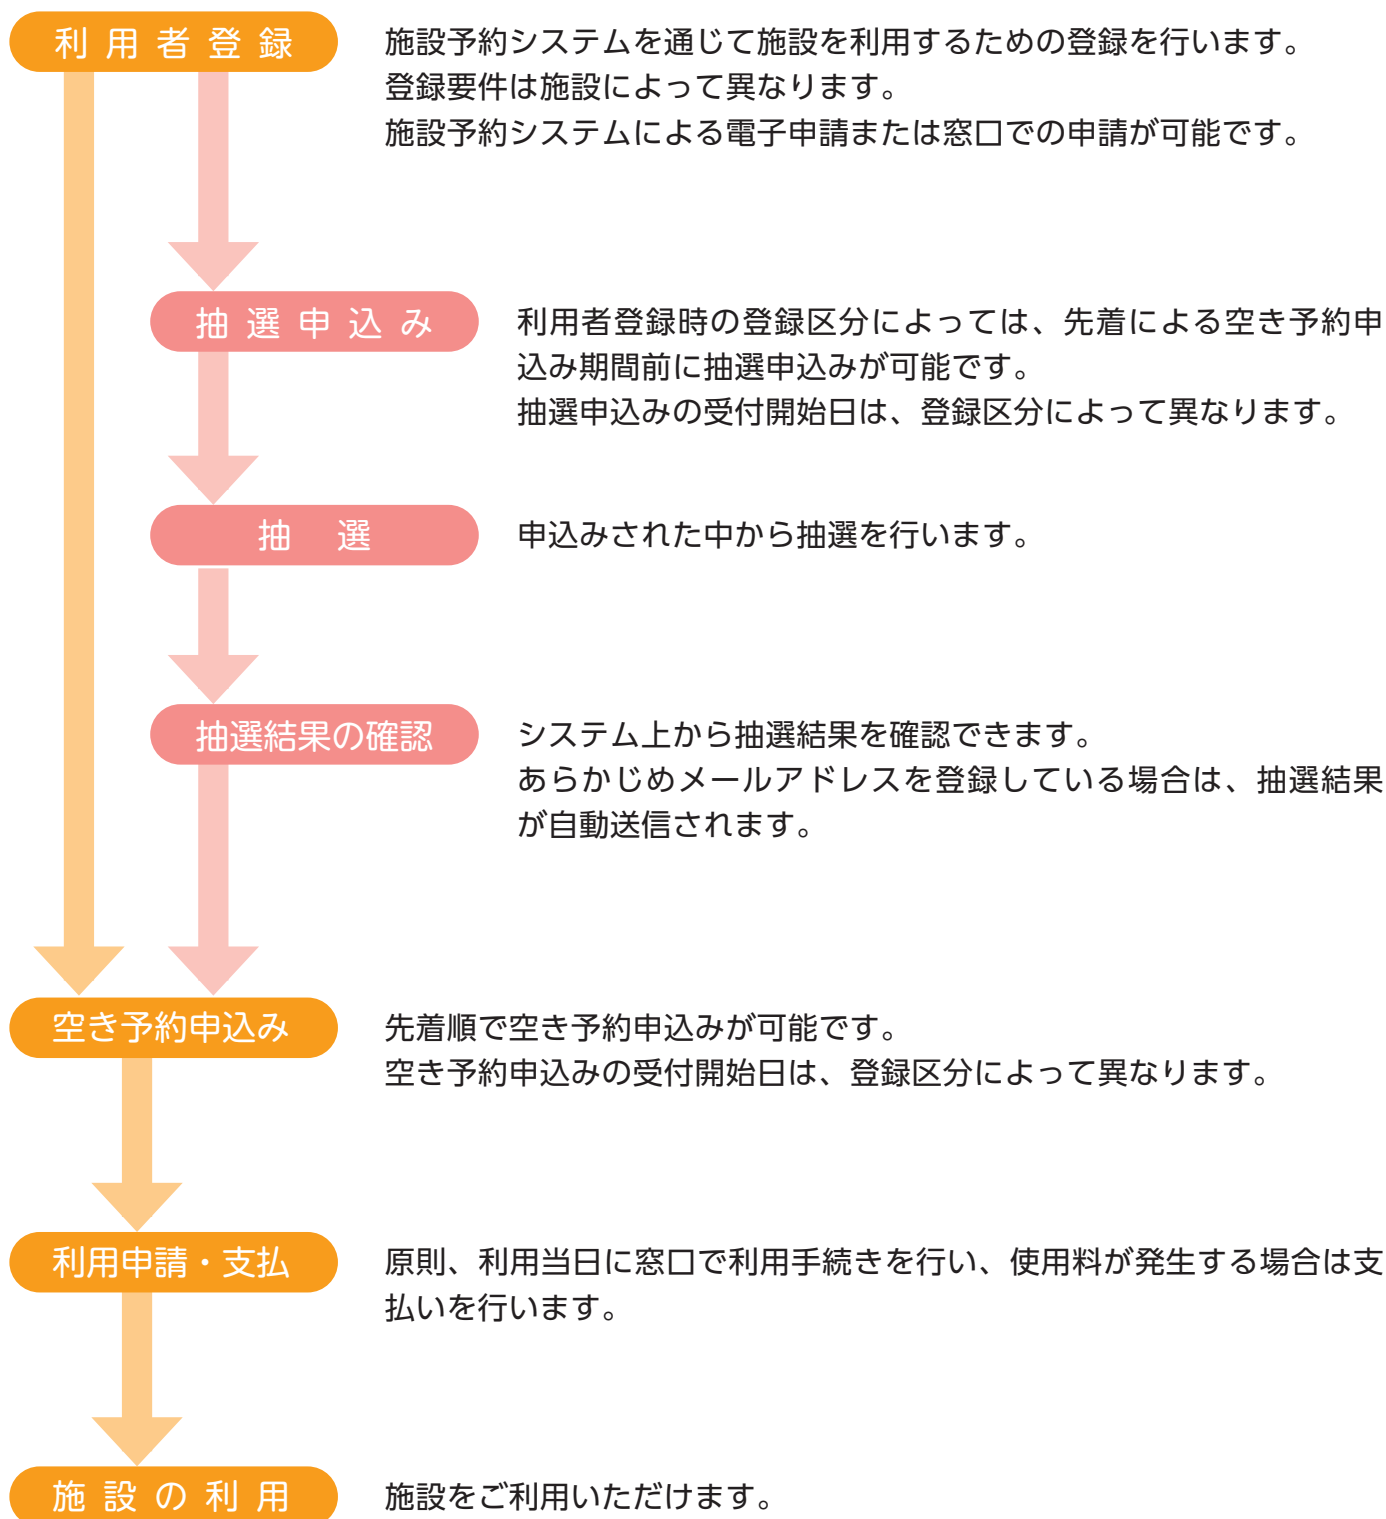 利用者登録
施設予約システムを通じて施設を利用するための登録を行います。
登録要件は施設によって異なります。
施設予約システムによる電子申請または窓口での申請が可能です。
抽選申込み
利用者登録時の登録区分によっては、先着による空き予約申
込み期間前に抽選申込みが可能です。
抽選申込みの受付開始日は、登録区分によって異なります。
抽選
申込みされた中から抽選を行います。
抽選結果の確認
システム上から抽選結果を確認できます。
あらかじめメールアドレスを登録している場合は、抽選結果
が自動送信されます。
空き予約申込み
先着順で空き予約申込みが可能です。
空き予約申込みの受付開始日は、登録区分によって異なります。
利用申請・支払
原則、利用当日に窓口で利用手続きを行い、使用料が発生する場合は支
払いを行います。
施設の利用
施設をご利用いただけます。